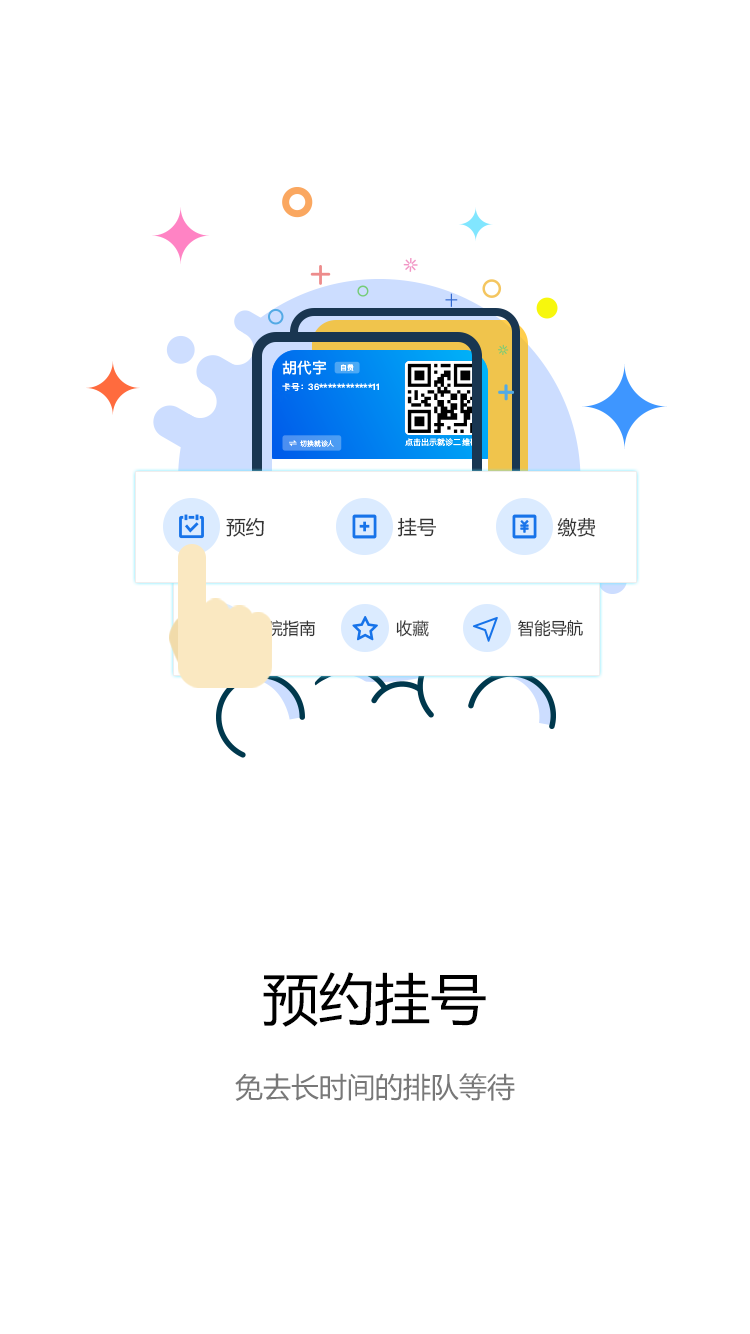 胡代宇 自费
卡号：36************11
切换就诊人
点击出示就诊二维
预约 挂号 缴费
院指南 收藏 智能导航
预约挂号
免去长时间的排队等待